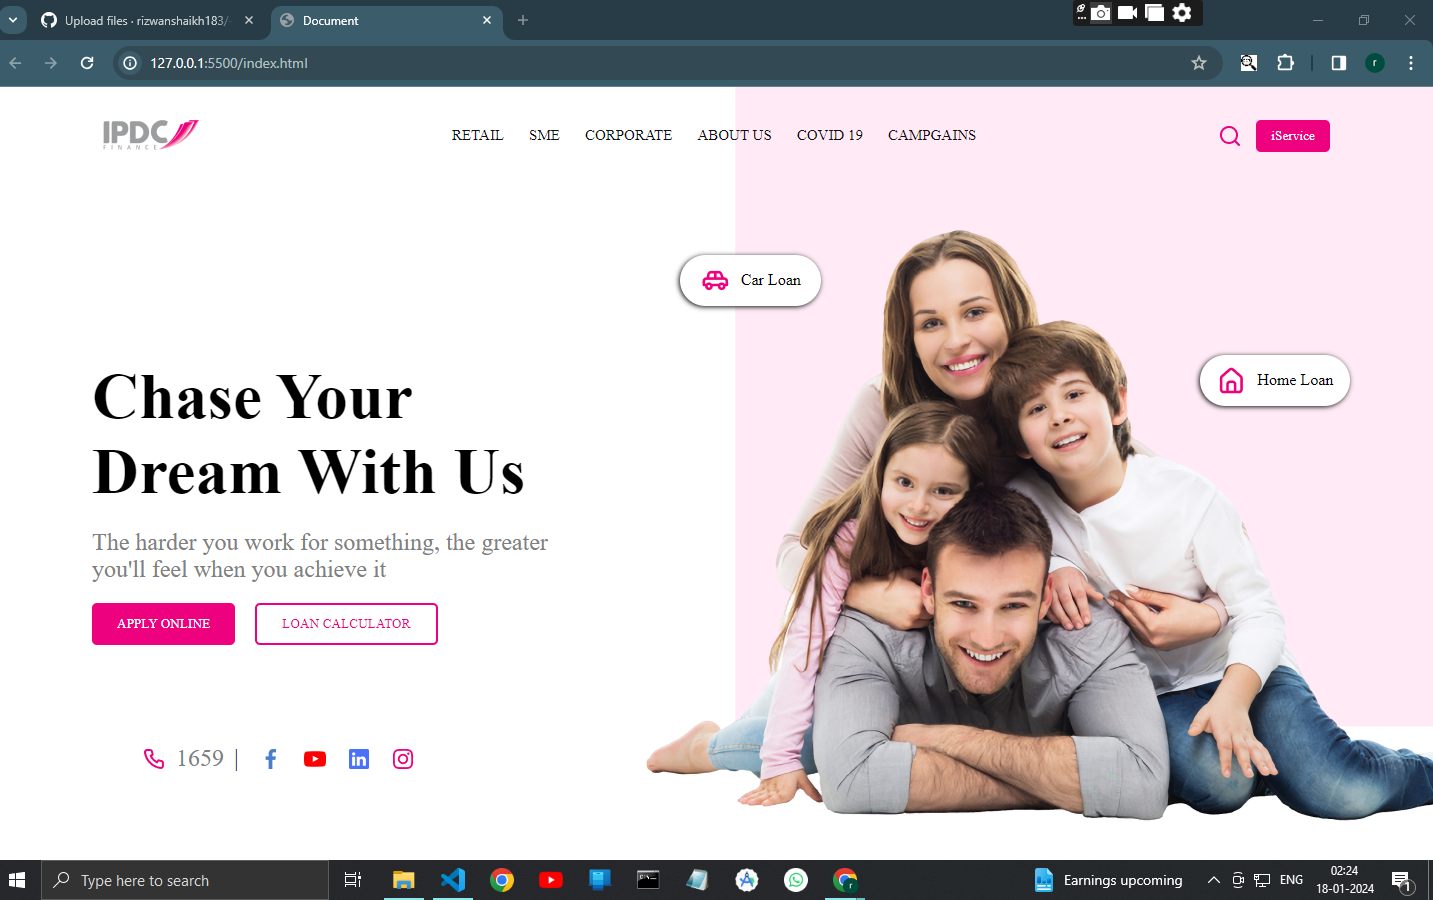 Upload files · rizwanshaikh183/
Document
127.0.0.1:5500/index.html
r
IPDC
FINANCE
RETAIL SME CORPORATE ABOUT US COVID 19 CAMPGAINS
iService
Car Loan
Home Loan
Chase Your
Dream With Us
The harder you work for something, the greater
you'll feel when you achieve it
APPLY ONLINE LOAN CALCULATOR
1659 |
Type here to search
Earnings upcoming
ENG
02:24
18-01-2024
1